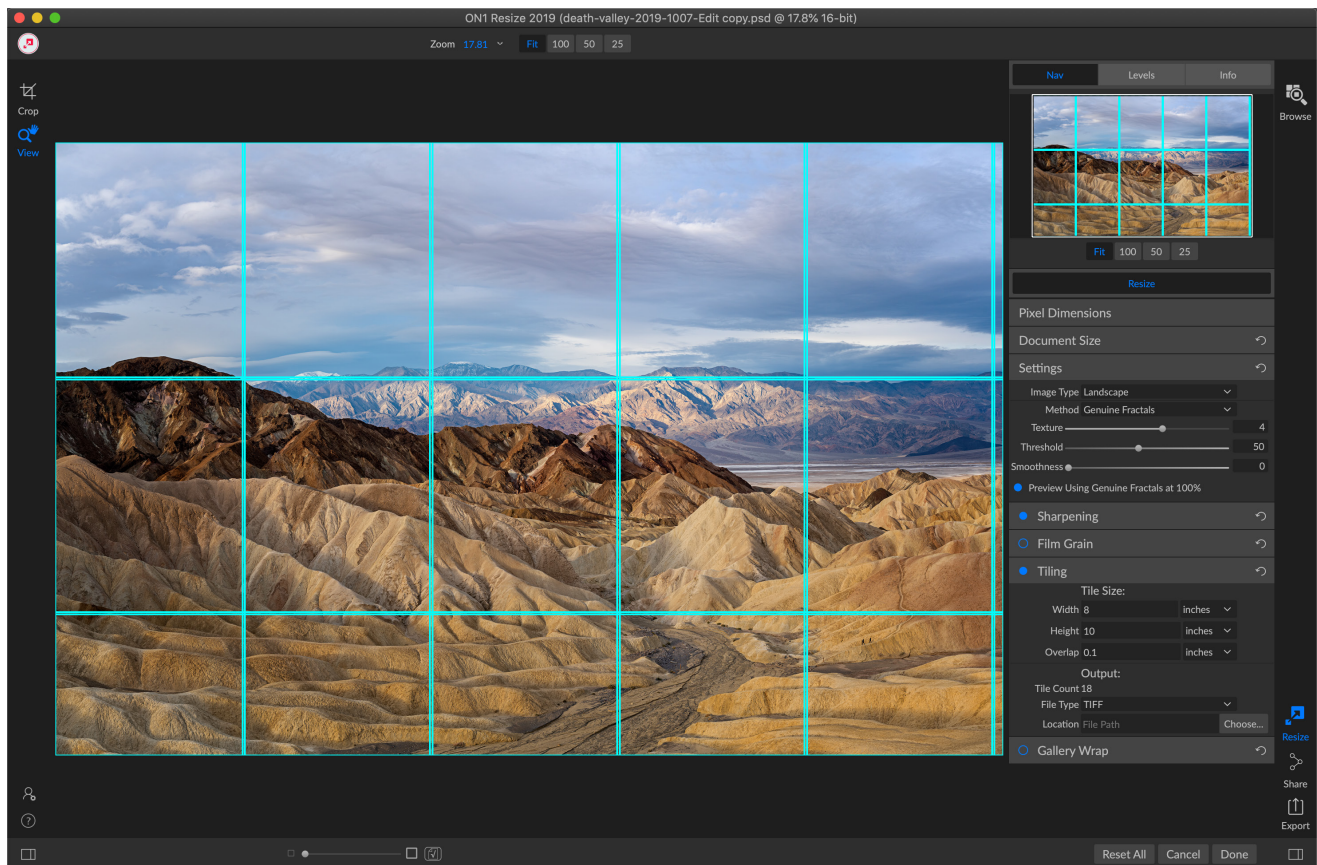 ON1 Resize 2019 (death-valley-2019-1007-Edit copy.psd @ 17.8% 16-bit)
Zoom 17.81 Fit 100 50 25
Crop
View
Nav Levels Info
Browse
Fit 100 50 25
Resize
Pixel Dimensions
Document Size
Settings
Image Type Landscape
Method Genuine Fractals
Texture 4
Threshold 50
Smoothness 0
Preview Using Genuine Fractals at 100%
Sharpening
Film Grain
Tiling
Tile Size:
Width 8 inches
Height 10 inches
Overlap 0.1 inches
Output:
Tile Count 18
File Type TIFF
Location File Path Choose...
Gallery Wrap
Resize
Share
Export
?
Reset All Cancel Done